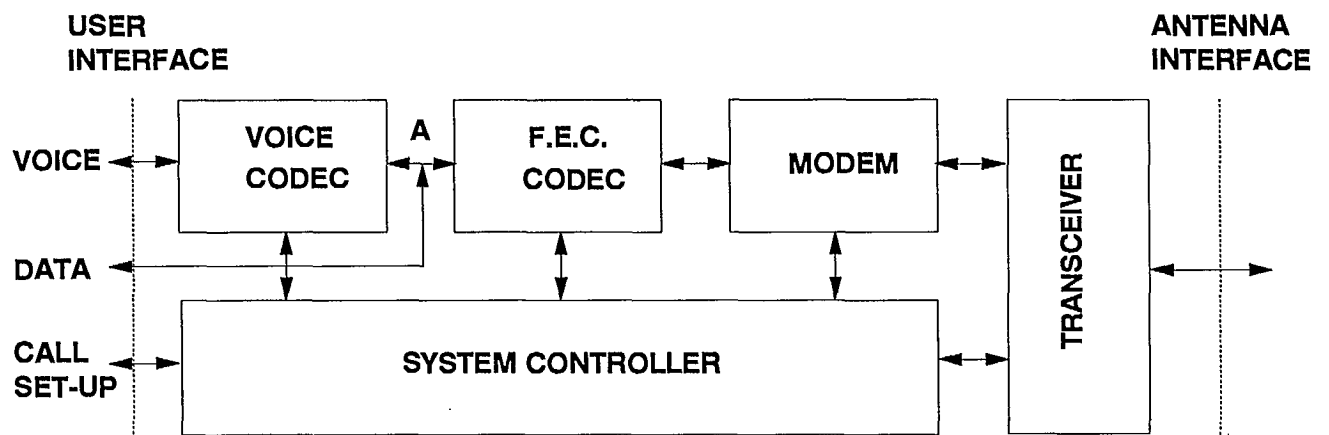 USER
INTERFACE
ANTENNA
INTERFACE
VOICE
VOICE
CODEC
A
F.E.C.
CODEC
MODEM
TRANSCEIVER
DATA
CALL
SET-UP
SYSTEM CONTROLLER